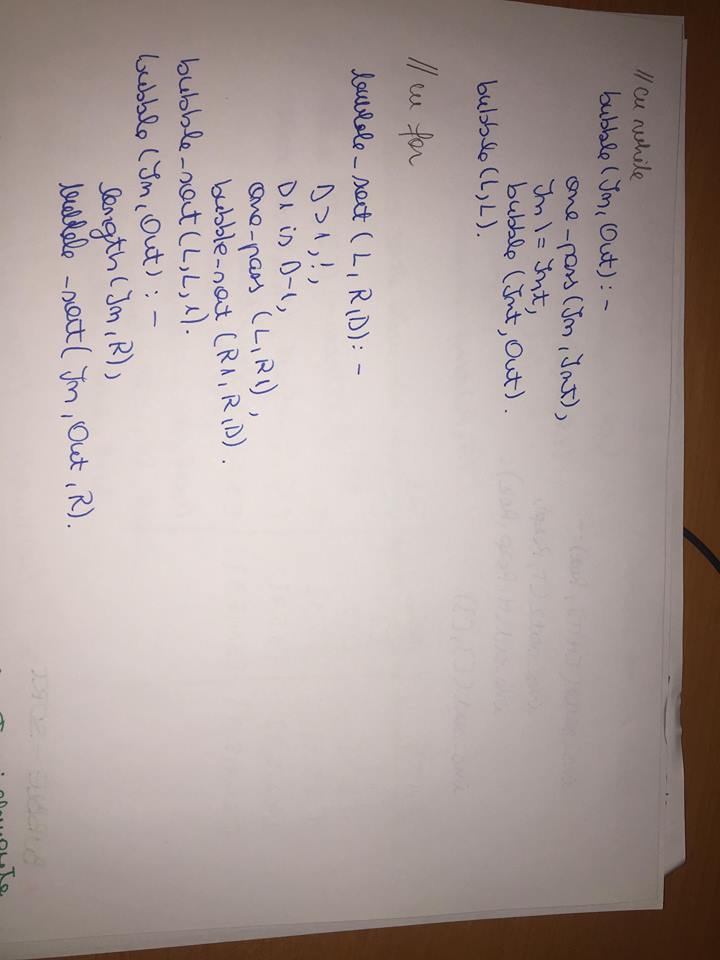 // cu while
bubble(In, Out):-
one-pass(In, Int),
In \= Int,
bubble(Int, Out).
bubble(L,L).
// cu for
bubble-sort(L, R, D):-
D>1, !,
D1 is D-1,
one-pass(L, R1),
bubble-sort(R1, R, D).
bubble-sort(L, L, 1).
bubble(In, Out):-
length(In, R),
bubble-sort(In, Out, R).
BUBBLE-SORT